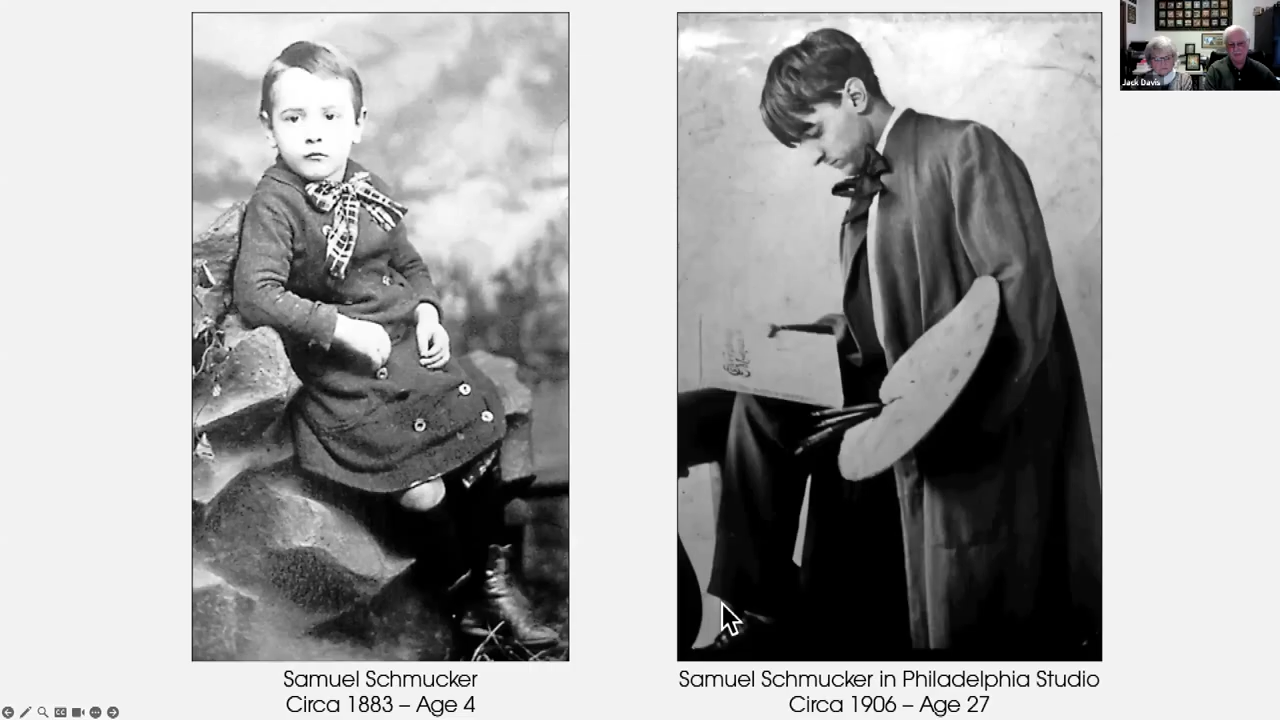 Jack Davis
Samuel Schmucker
Circa 1883 – Age 4
Samuel Schmucker in Philadelphia Studio
Circa 1906 – Age 27